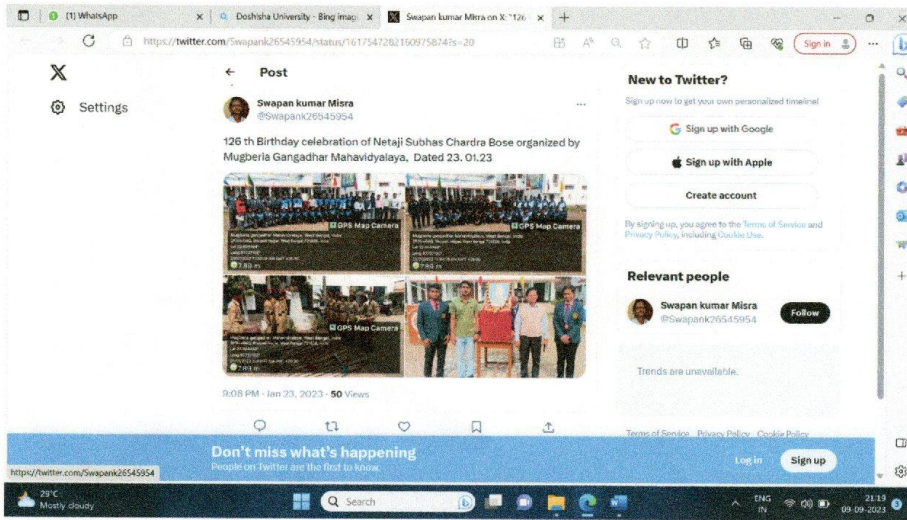 (1) WhatsApp
Doshisha University - Bing imag
Swapan kumar Mitra on X: "126
https://twitter.com/Swapank26545954/status/1617547282160975874?s=20
Sign in
Settings
Post
Swapan kumar Misra
@Swapank26545954
126 th Birthday celebration of Netaji Subhas Chardra Bose organized by
Mugberia Gangadhar Mahavidyalaya, Dated 23. 01.23
GPS Map Camera
7.89 m
GPS Map Camera
7.89 m
GPS Map Camera
7.89 m
9:08 PM · Jan 23, 2023 · 50 Views
New to Twitter?
Sign up now to get your own personalized timeline!
Sign up with Google
Sign up with Apple
Create account
By signing up, you agree to the Terms of Service and
Privacy Policy, including Cookie Use.
Relevant people
Swapan kumar Misra
@Swapank26545954
Follow
Trends are unavailable.
Terms of Service Privacy Policy Cookie Policy
Don't miss what's happening
People on Twitter are the first to know.
Log in
Sign up
https://twitter.com/Swapank26545954
29°C
Mostly cloudy
Search
ENG
IN
21:19
09-09-2023